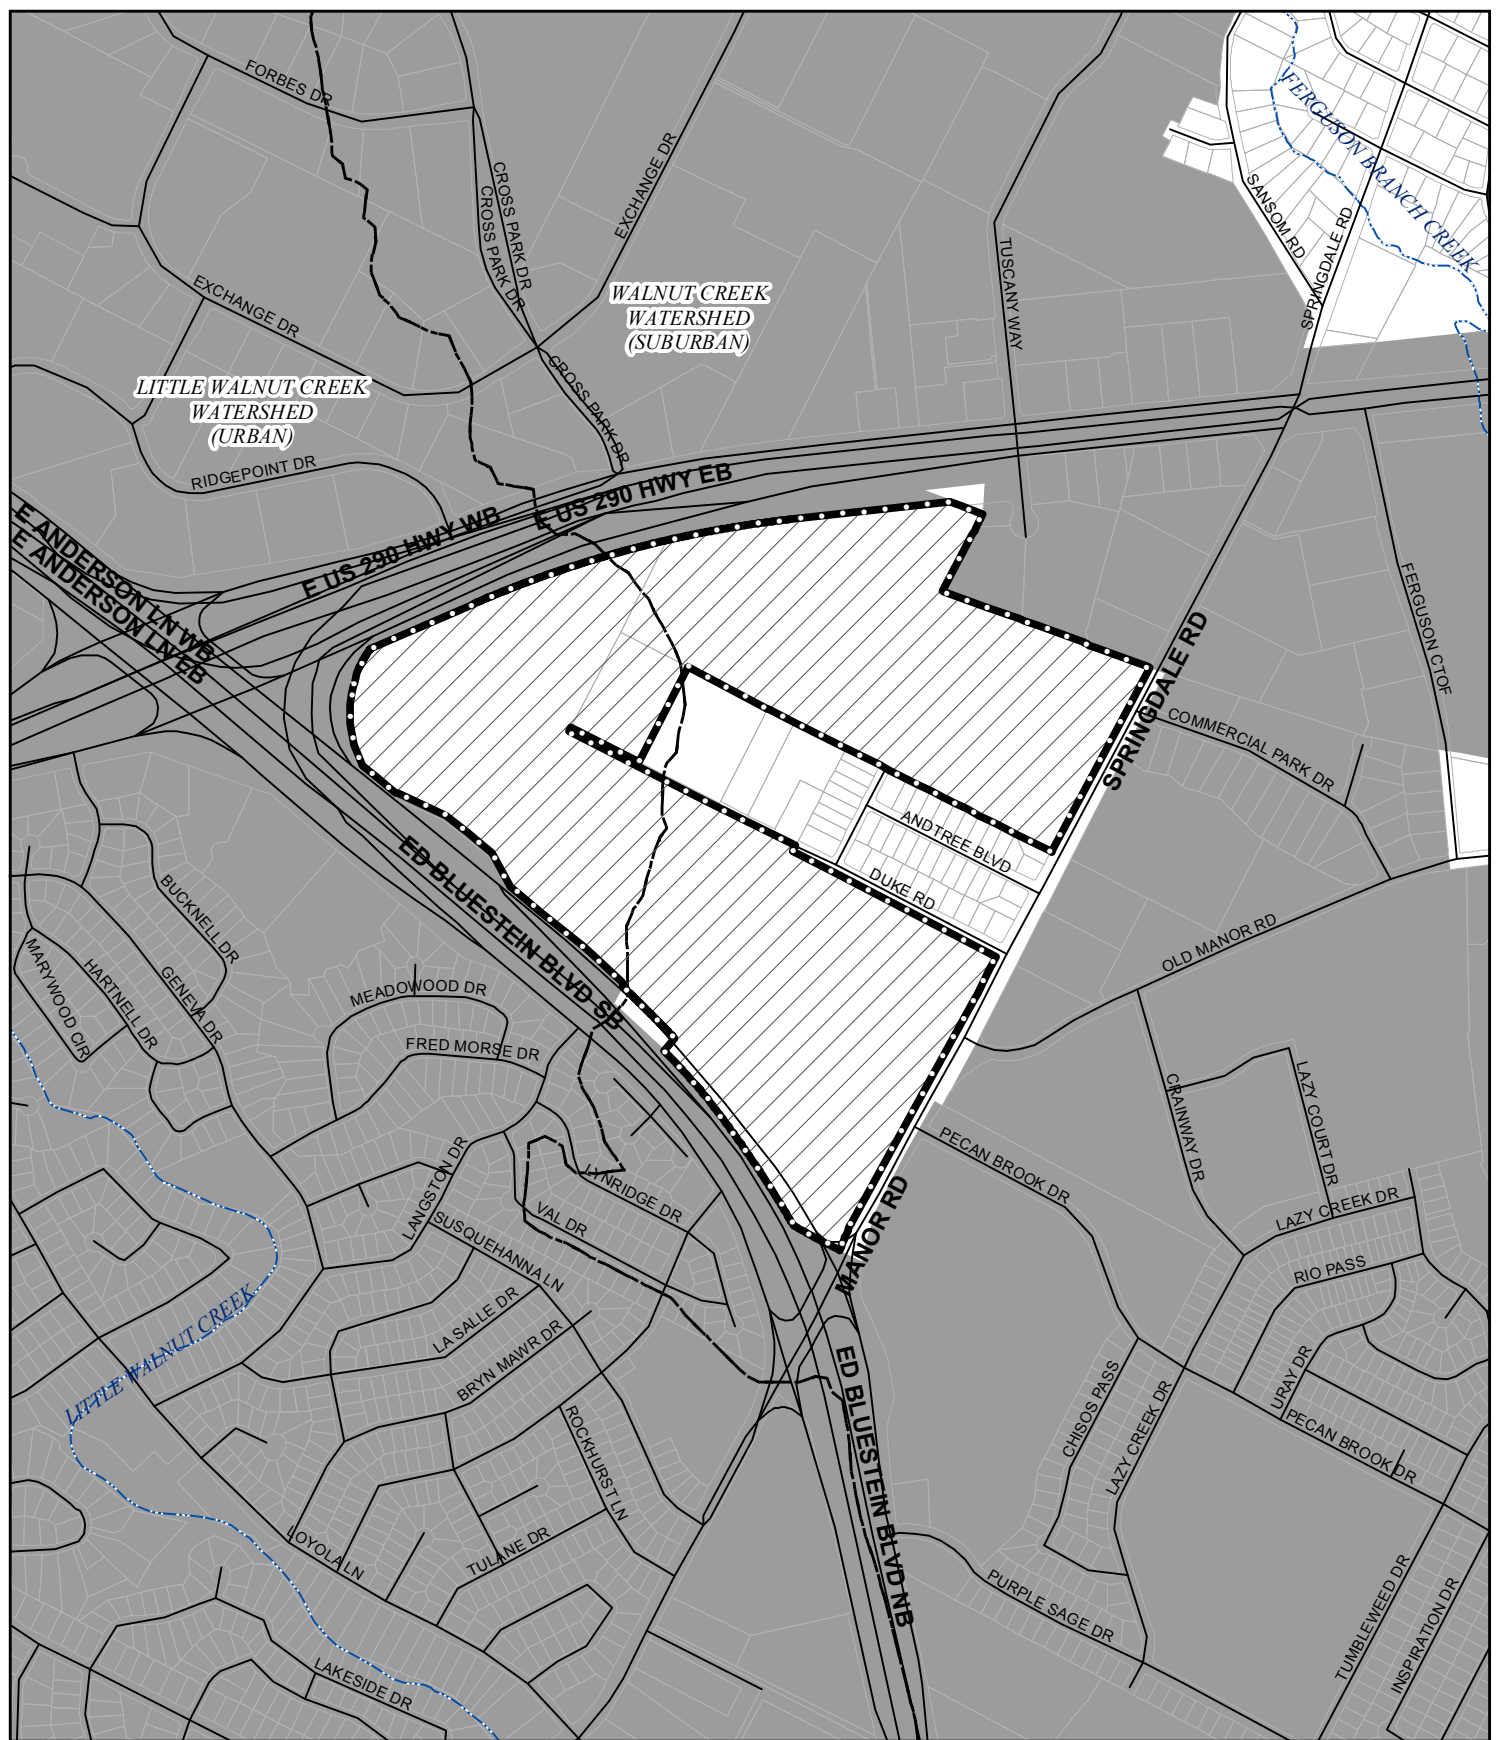 FORBES DR
CROSS PARK DR
CROSS PARK DR
EXCHANGE DR
FERGUSON BRANCH CREEK
SANSOM RD
SPRINGDALE RD
TUSCANY WAY
EXCHANGE DR
WALNUT CREEK
WATERSHED
(SUBURBAN)
CROSS PARK DR
LITTLE WALNUT CREEK
WATERSHED
(URBAN)
RIDGEPOINT DR
E US 290 HWY EB
E US 290 HWY WB
E ANDERSON LN WB
E ANDERSON LN EB
FERGUSON CTOF
SPRINGDALE RD
COMMERCIAL PARK DR
ANDTREE BLVD
DUKE RD
ED BLUESTEIN BLVD SB
BUCKNELL DR
GENEVA DR
HARTNELL DR
MARYWOOD CIR
MEADOWOOD DR
FRED MORSE DR
OLD MANOR RD
CRAINWAY DR
LAZY COURT DR
PECAN BROOK DR
LAZY CREEK DR
RIO PASS
LANGSTON DR
LYNRIDGE DR
VAL DR
SUSQUEHANNA LN
MANOR RD
LITTLE WALNUT CREEK
LA SALLE DR
BRYN MAWR DR
ROCKHURST LN
ED BLUESTEIN BLVD NB
CHISOS PASS
LAZY CREEK DR
URAY DR
PECAN BROOK DR
LOYOLA LN
TULANE DR
PURPLE SAGE DR
TUMBLEWEED DR
INSPIRATION DR
LAKESIDE DR